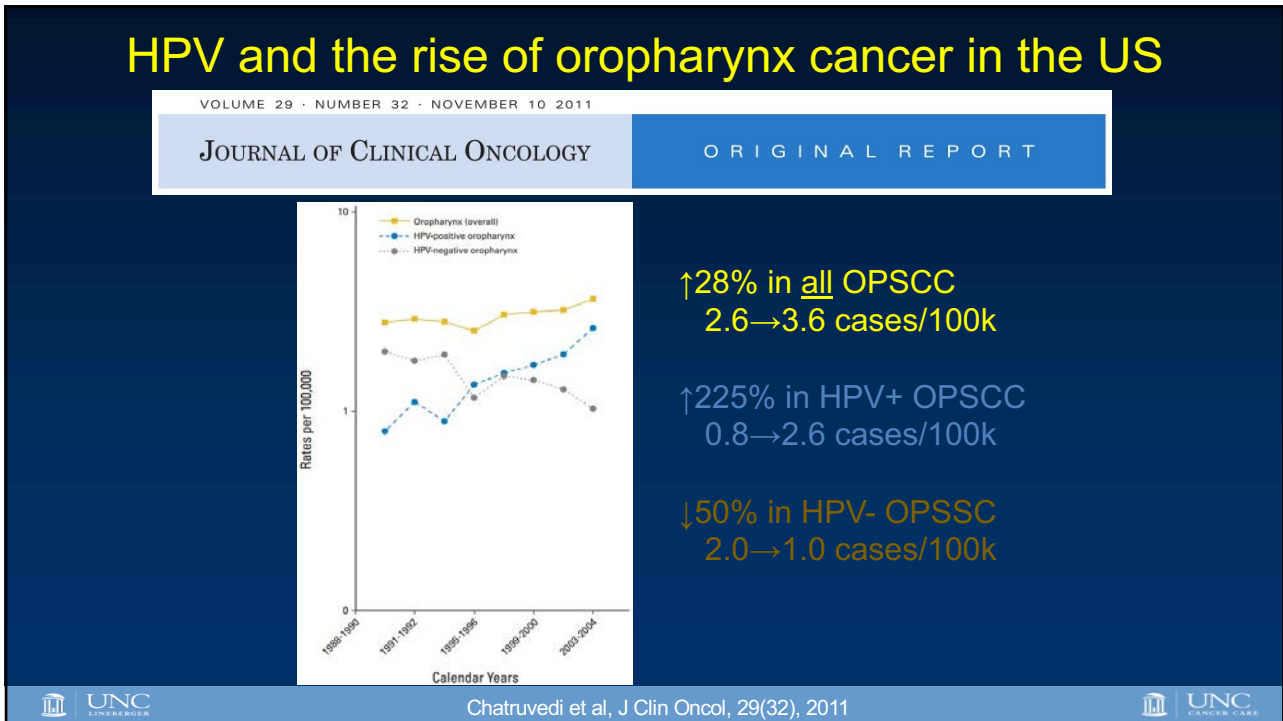 HPV and the rise of oropharynx cancer in the US
VOLUME 29 · NUMBER 32 · NOVEMBER 10 2011
JOURNAL OF CLINICAL ONCOLOGY
ORIGINAL REPORT
10
Oropharynx (overall)
HPV-positive oropharynx
HPV-negative oropharynx
Rates per 100,000
1
0
1988-1990
1991-1992
1995-1996
1999-2000
2003-2004
Calendar Years
↑28% in all OPSCC
2.6→3.6 cases/100k
↑225% in HPV+ OPSCC
0.8→2.6 cases/100k
↓50% in HPV- OPSSC
2.0→1.0 cases/100k
UNC
LINEBERGER
Chatruvedi et al, J Clin Oncol, 29(32), 2011
UNC
CANCER CARE